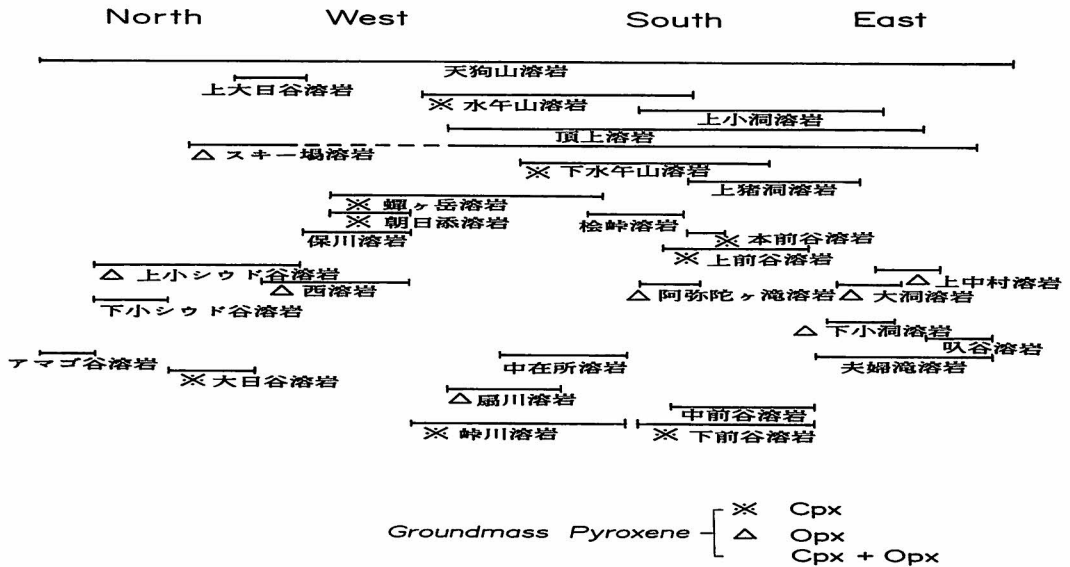 North West South East
天狗山溶岩
上大日谷溶岩
※ 水午山溶岩
上小洞溶岩
頂上溶岩
△ スキー場溶岩
※ 下水午山溶岩
上猪洞溶岩
※ 蟬ヶ岳溶岩
※ 朝日添溶岩
桧峠溶岩
保川溶岩
※ 本前谷溶岩
※ 上前谷溶岩
△ 上小シウド谷溶岩
△ 上中村溶岩
△ 西溶岩
△ 阿弥陀ヶ滝溶岩
△ 大洞溶岩
下小シウド谷溶岩
△ 下小洞溶岩
叺谷溶岩
アマゴ谷溶岩
中在所溶岩
夫婦滝溶岩
※ 大日谷溶岩
△ 扇川溶岩
中前谷溶岩
※ 峠川溶岩
※ 下前谷溶岩
※ Cpx
Groundmass Pyroxene △ Opx
Cpx + Opx